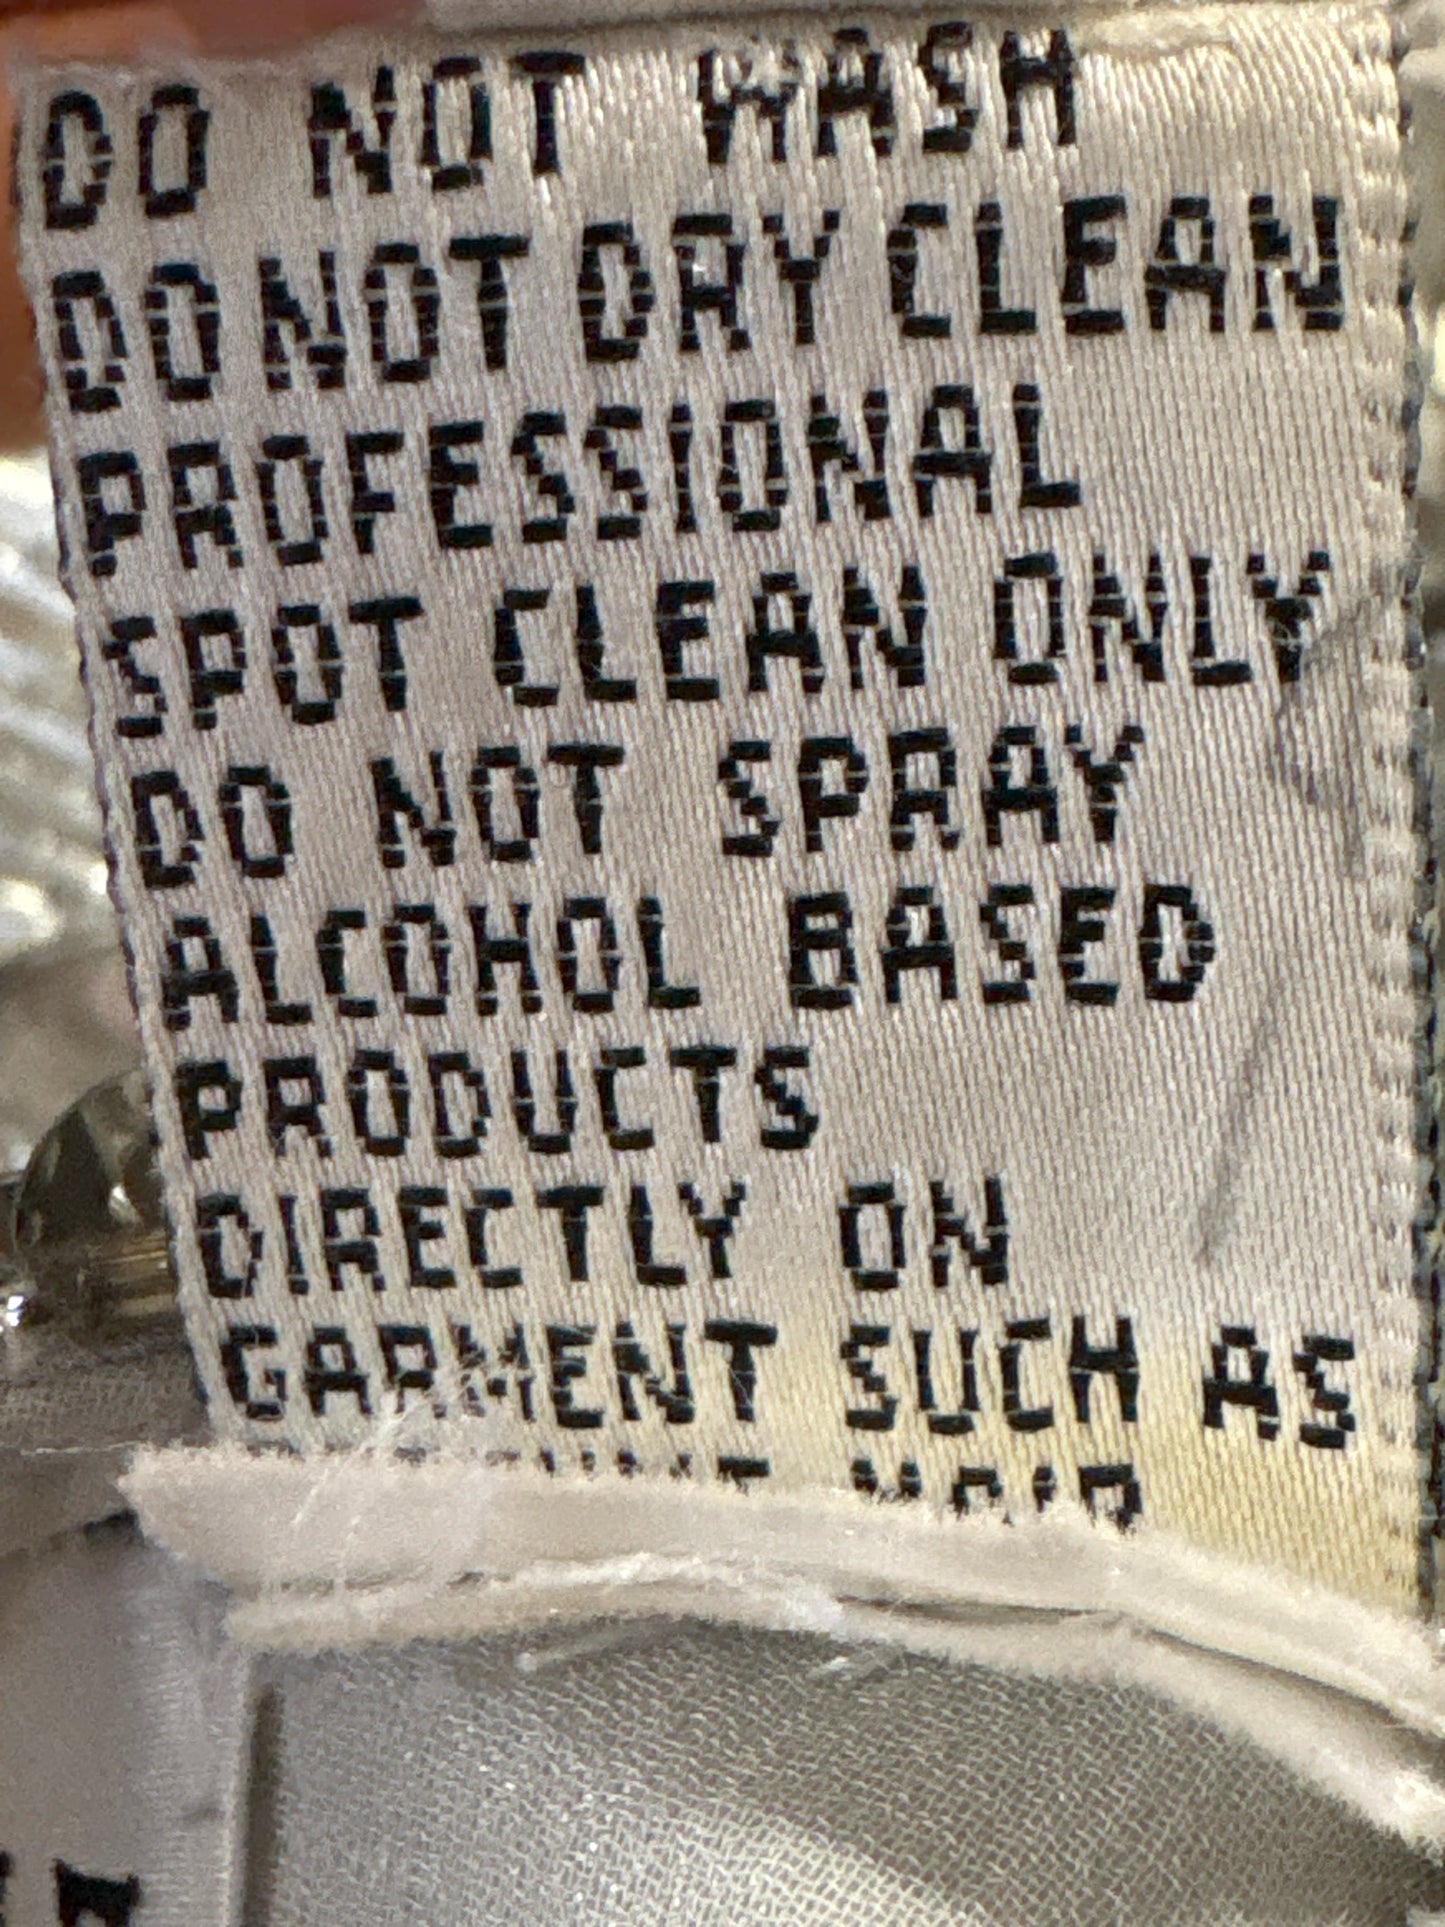 DO NOT WASH
DO NOT DRY CLEAN
PROFESSIONAL
SPOT CLEAN ONLY
DO NOT SPRAY
ALCOHOL BASED
PRODUCTS
DIRECTLY ON
GARMENT SUCH AS